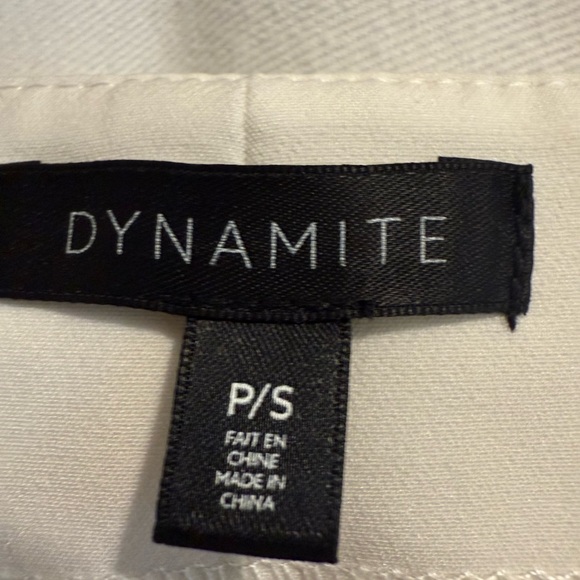 DYNAMITE
P/S
FAIT EN
CHINE
MADE IN
CHINA